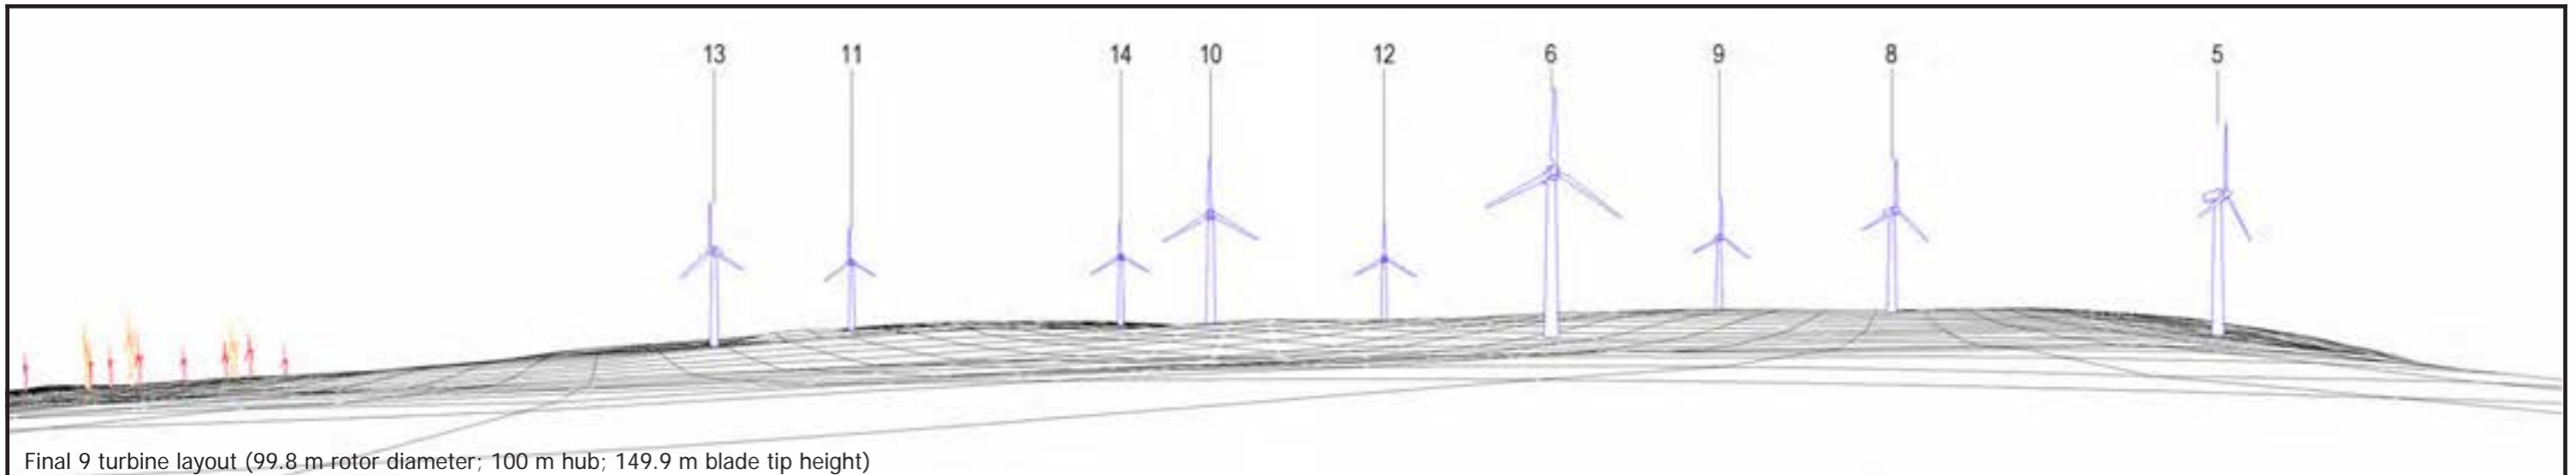 13 11 14 10 12 6 9 8 5
Final 9 turbine layout (99.8 m rotor diameter; 100 m hub; 149.9 m blade tip height)